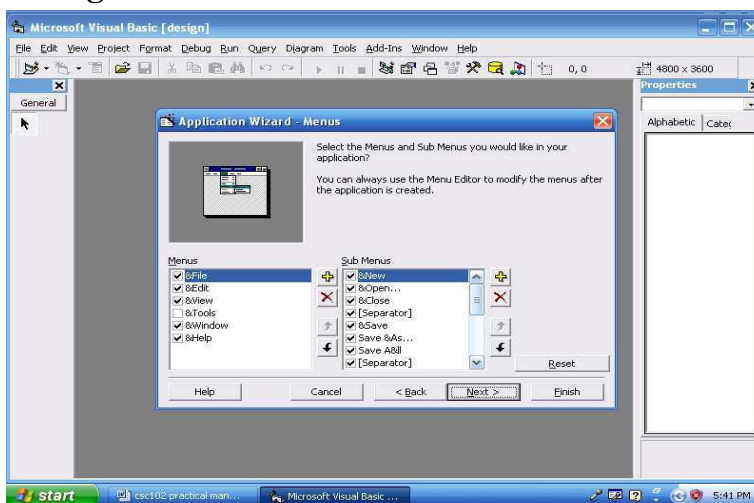 Microsoft Visual Basic [design]
File Edit View Project Format Debug Run Query Diagram Tools Add-Ins Window Help
0, 0 4800 x 3600
Properties
General
Alphabetic
Application Wizard - Menus
Select the Menus and Sub Menus you would like in your
application?
You can always use the Menu Editor to modify the menus after
the application is created.
Menus
&File
&Edit
&View
&Tools
&Window
&Help
Sub Menus
&New
&Open...
&Close
[Separator]
&Save
Save &As...
Save A&ll
[Separator]
Reset
Help Cancel < Back Next > Finish
start csc102 practical man... Microsoft Visual Basic ... 5:41 PM